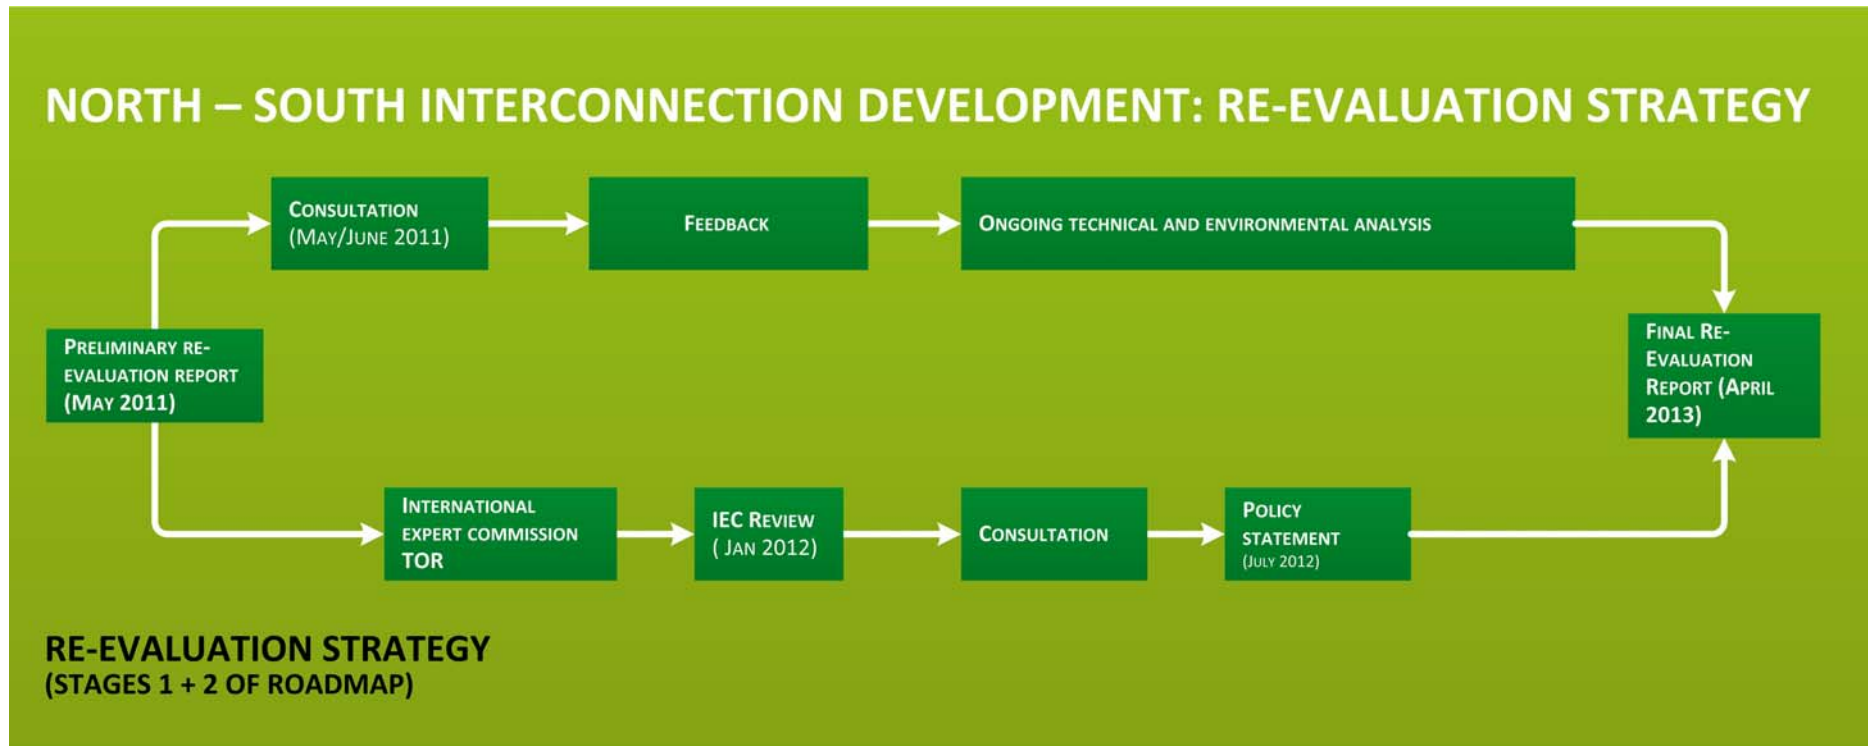 NORTH – SOUTH INTERCONNECTION DEVELOPMENT: RE-EVALUATION STRATEGY
CONSULTATION
(MAY/JUNE 2011)
FEEDBACK
ONGOING TECHNICAL AND ENVIRONMENTAL ANALYSIS
PRELIMINARY RE-
EVALUATION REPORT
(MAY 2011)
FINAL RE-
EVALUATION
REPORT (APRIL
2013)
INTERNATIONAL
EXPERT COMMISSION
TOR
IEC REVIEW
( JAN 2012)
CONSULTATION
POLICY
STATEMENT
(JULY 2012)
RE-EVALUATION STRATEGY
(STAGES 1 + 2 OF ROADMAP)